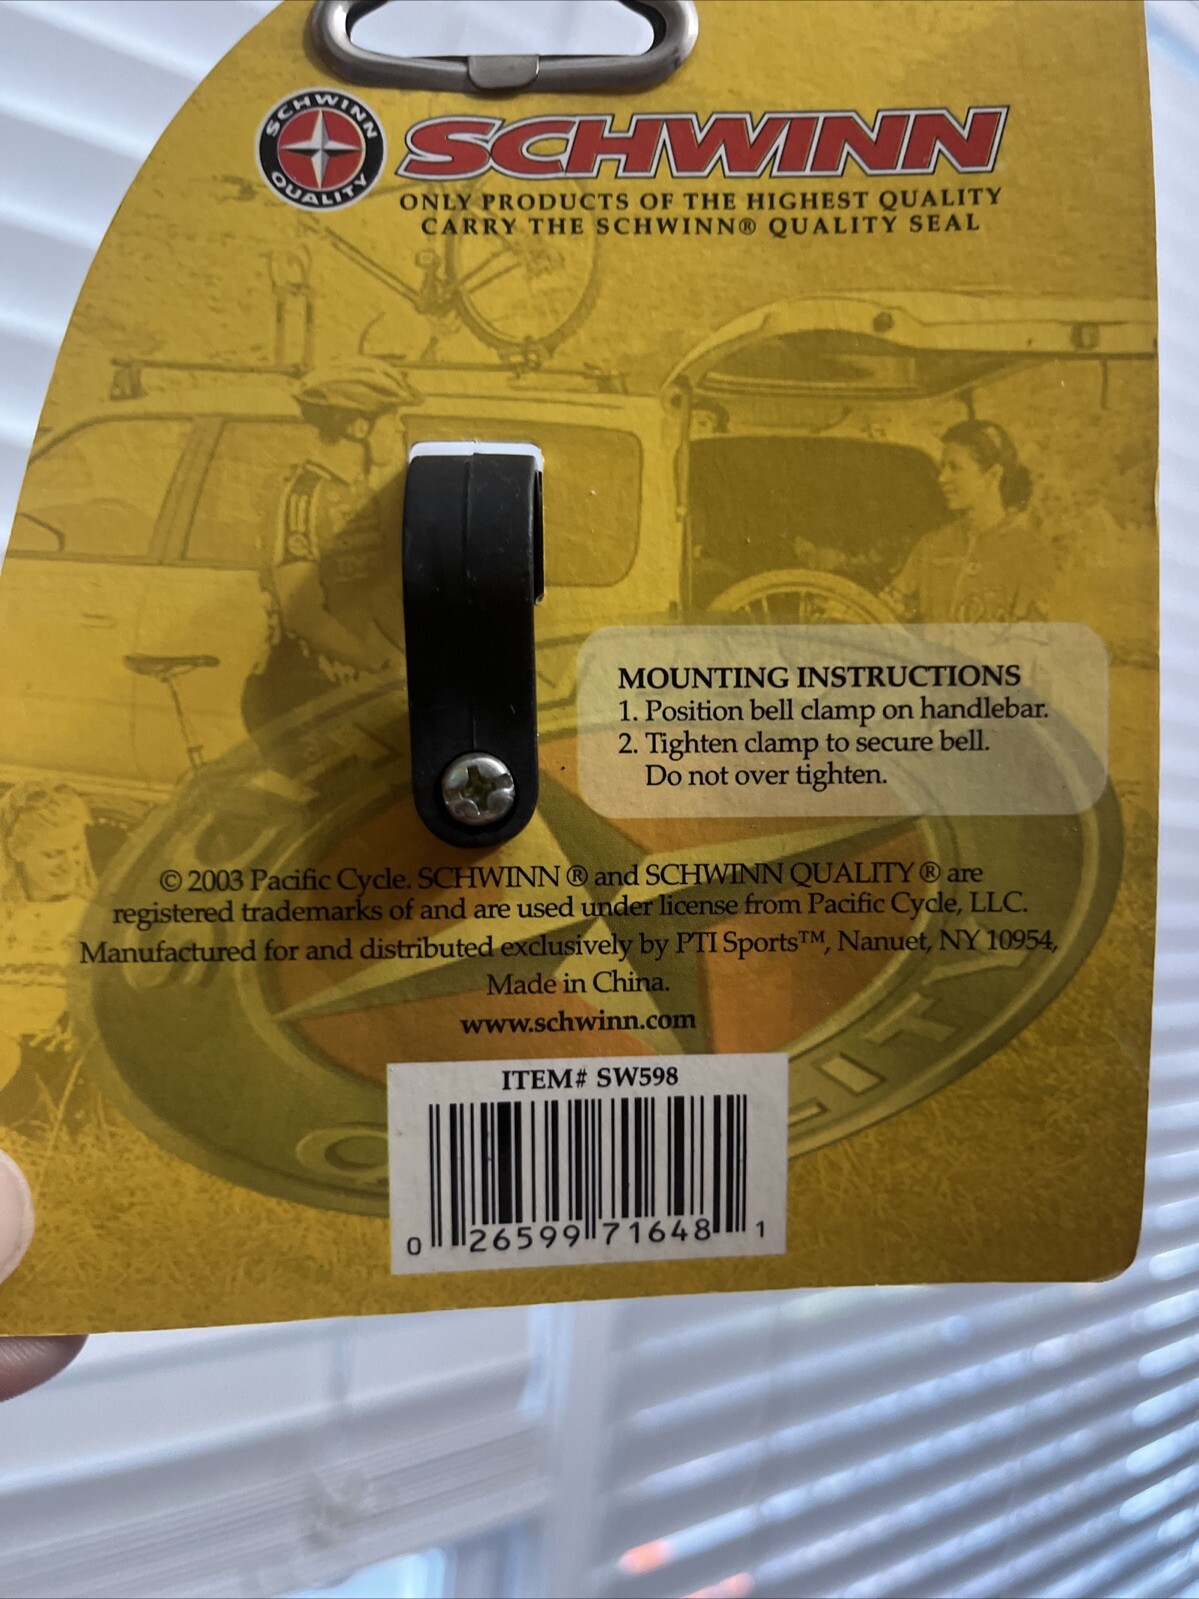 SCHWINN
QUALITY
SCHWINN
ONLY PRODUCTS OF THE HIGHEST QUALITY
CARRY THE SCHWINN® QUALITY SEAL
MOUNTING INSTRUCTIONS
1. Position bell clamp on handlebar.
2. Tighten clamp to secure bell.
Do not over tighten.
© 2003 Pacific Cycle. SCHWINN ® and SCHWINN QUALITY ® are
registered trademarks of and are used under license from Pacific Cycle, LLC.
Manufactured for and distributed exclusively by PTI Sports™, Nanuet, NY 10954,
Made in China.
www.schwinn.com
ITEM# SW598
0 26599 71648 1